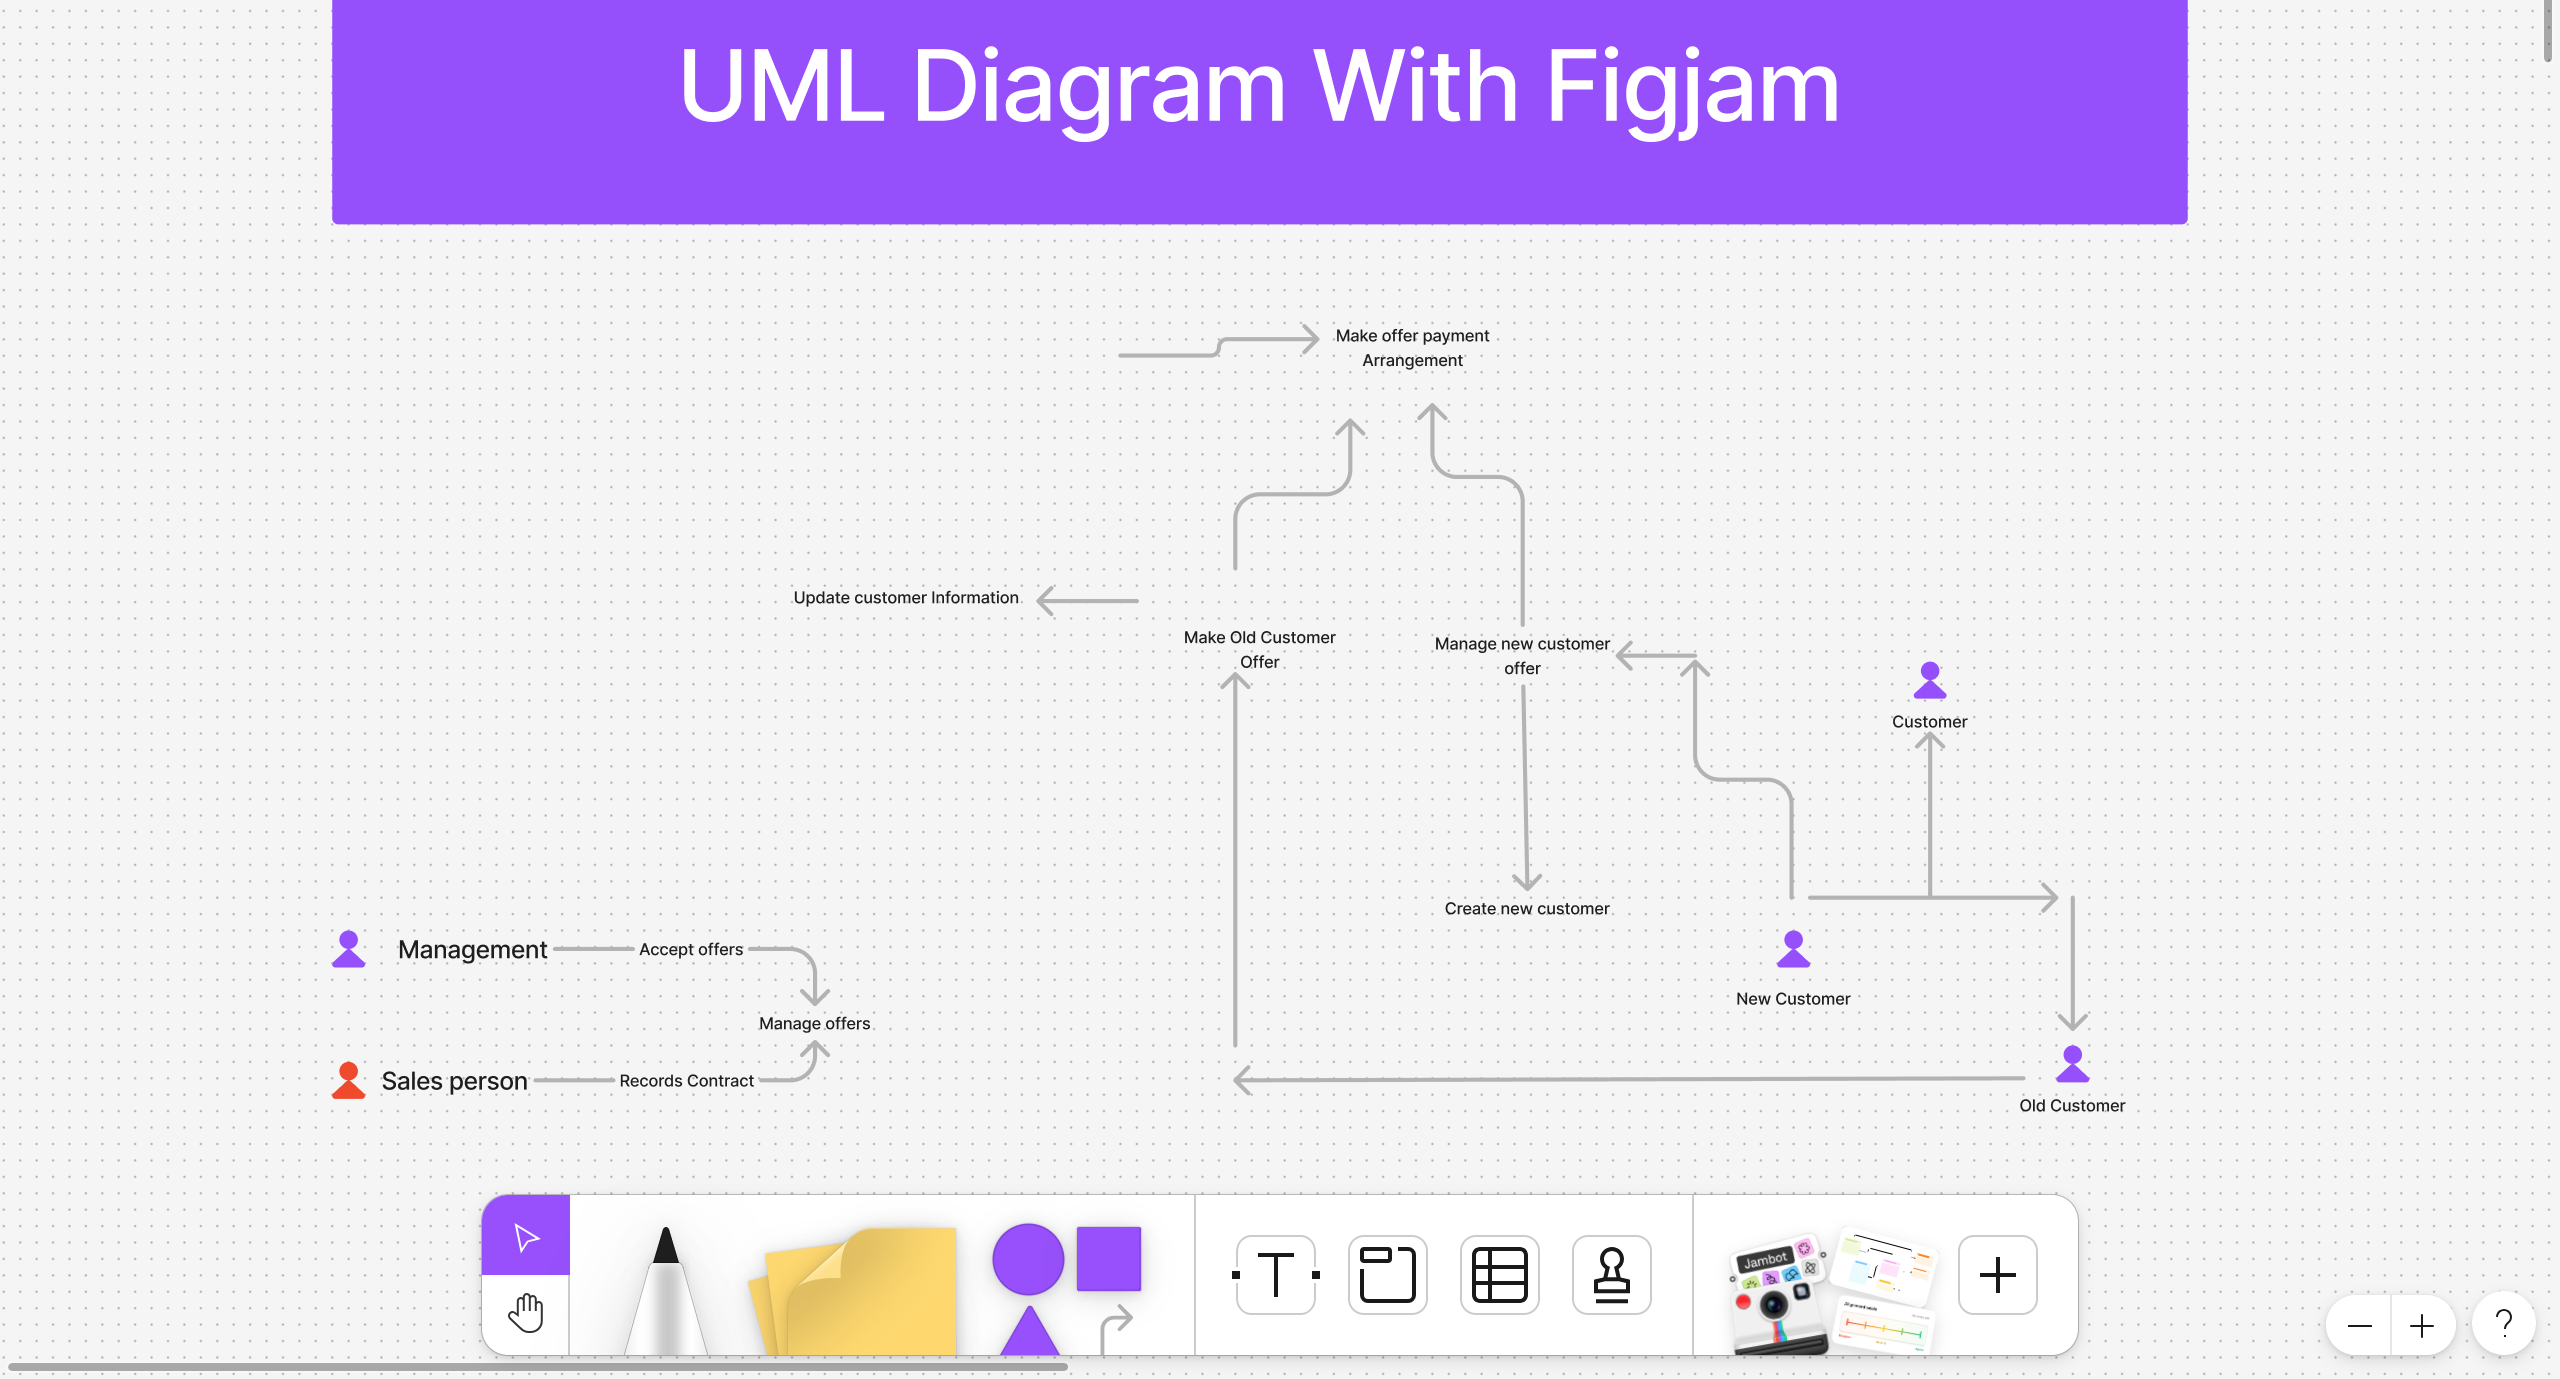 UML Diagram With Figjam
Make offer payment
Arrangement
Update customer Information
Make Old Customer
Offer
Manage new customer
offer
Customer
Create new customer
Management
Accept offers
New Customer
Manage offers
Sales person
Records Contract
Old Customer
T
Jambot
?